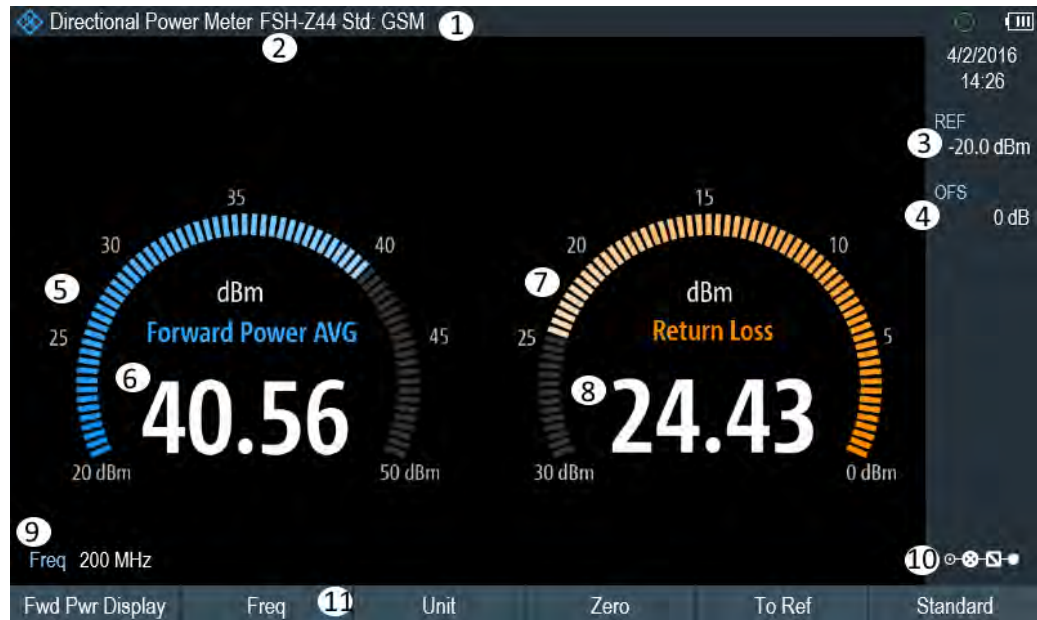 Directional Power Meter FSH-Z44 Std: GSM 1
2
4/2/2016
14:26
REF
3 -20.0 dBm
OFS
4 0 dB
35
30 40
5
dBm
Forward Power AVG
25 45
6 40.56
20 dBm 50 dBm
15
20 10
7
dBm
Return Loss
25 5
8 24.43
30 dBm 0 dBm
9
Freq 200 MHz
10
Fwd Pwr Display Freq 11 Unit Zero To Ref Standard